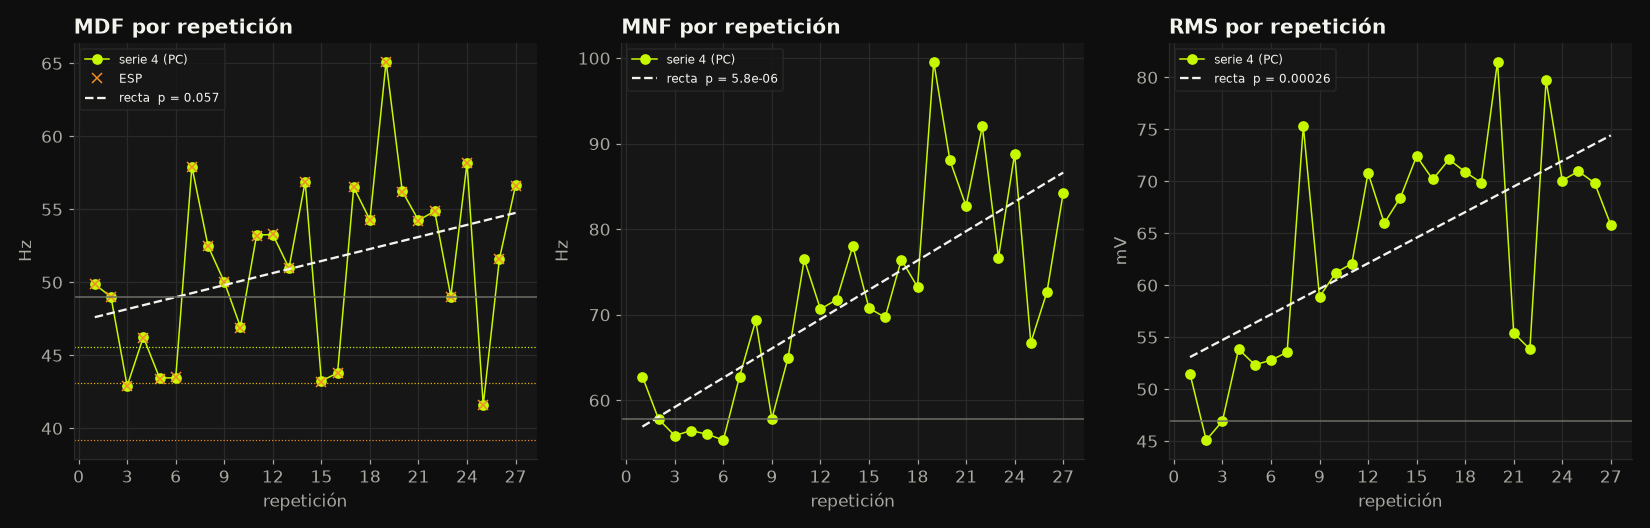 MDF por repetición
serie 4 (PC)
ESP
recta p = 0.057
65
60
55
50
45
40
Hz
0 3 6 9 12 15 18 21 24 27
repetición
MNF por repetición
serie 4 (PC)
recta p = 5.8e-06
100
90
80
70
60
Hz
0 3 6 9 12 15 18 21 24 27
repetición
RMS por repetición
serie 4 (PC)
recta p = 0.00026
80
75
70
65
60
55
50
45
mV
0 3 6 9 12 15 18 21 24 27
repetición